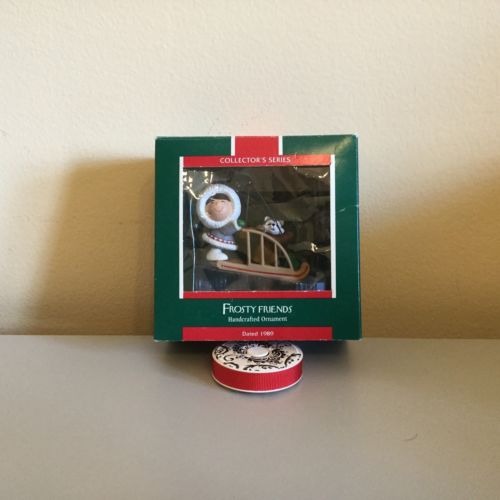 COLLECTOR'S SERIES
FROSTY FRIENDS
Handcrafted Ornament
Dated 1989